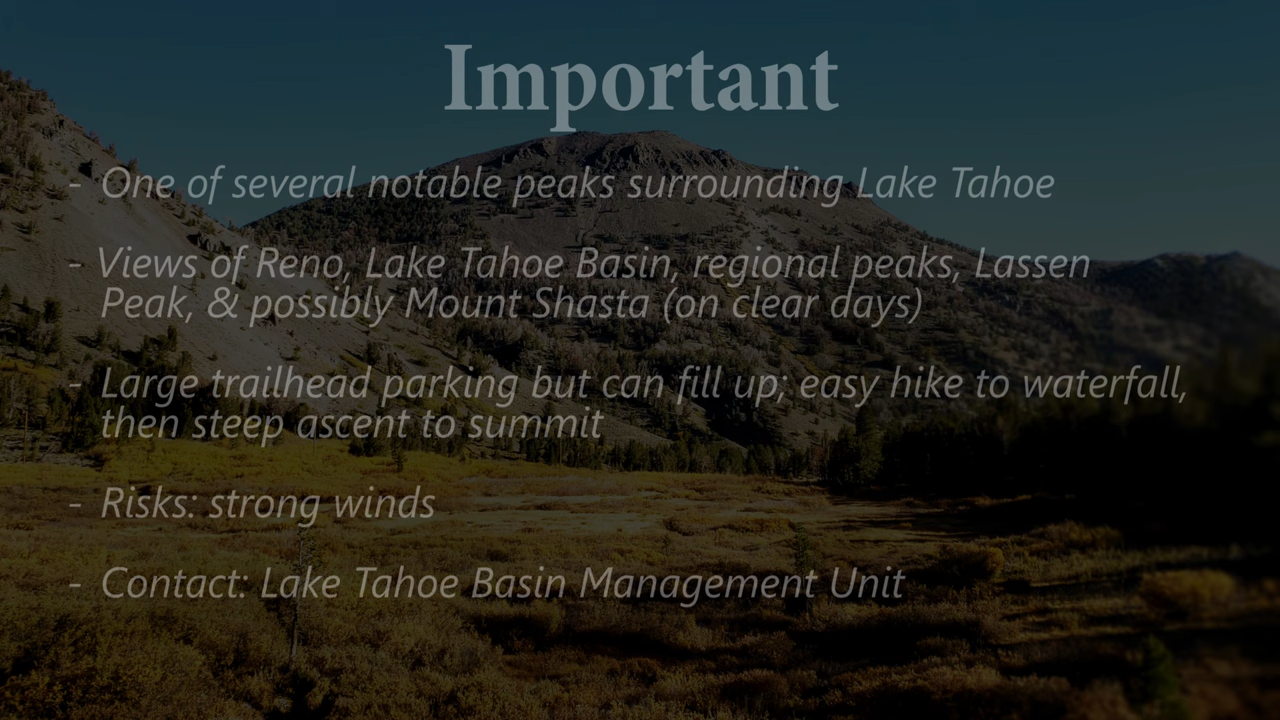 Important
- One of several notable peaks surrounding Lake Tahoe
- Views of Reno, Lake Tahoe Basin, regional peaks, Lassen
Peak, & possibly Mount Shasta (on clear days)
- Large trailhead parking but can fill up; easy hike to waterfall,
then steep ascent to summit
- Risks: strong winds
- Contact: Lake Tahoe Basin Management Unit